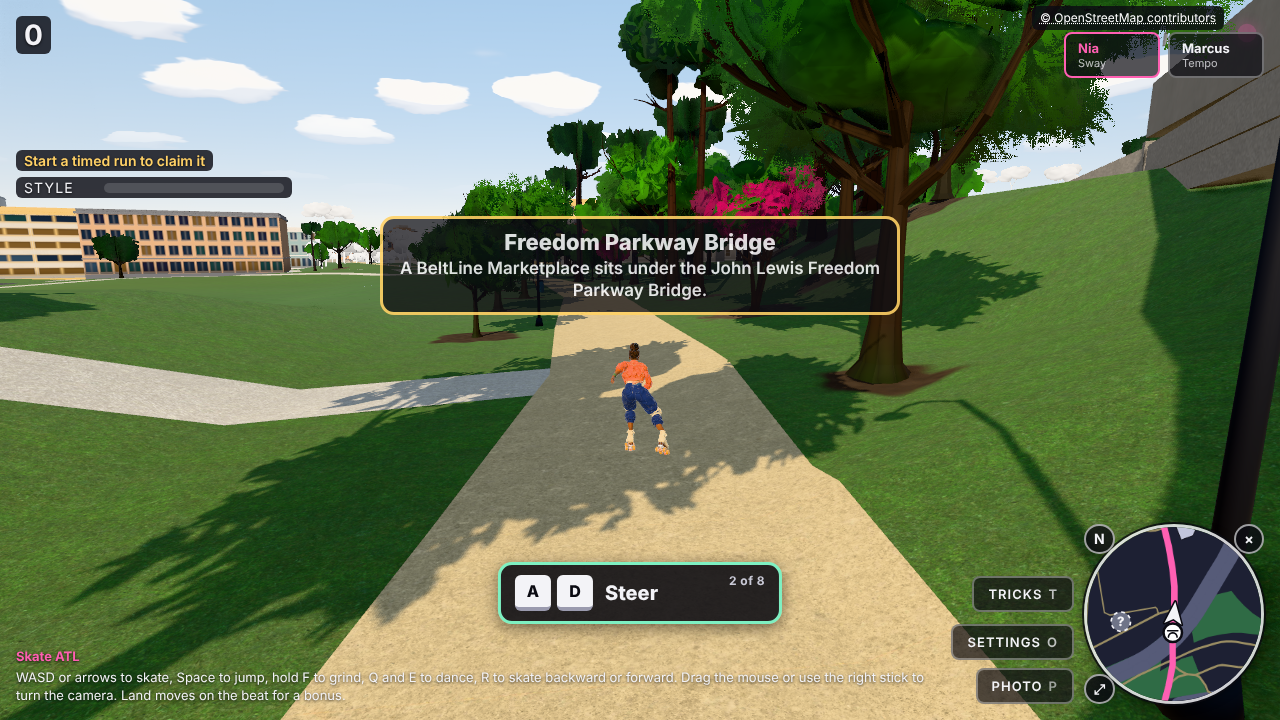 0
© OpenStreetMap contributors
Nia
Sway
Marcus
Tempo
Start a timed run to claim it
STYLE
Freedom Parkway Bridge
A BeltLine Marketplace sits under the John Lewis Freedom
Parkway Bridge.
A D Steer 2 of 8
N
×
?
TRICKS T
SETTINGS O
PHOTO P
Skate ATL
WASD or arrows to skate, Space to jump, hold F to grind, Q and E to dance, R to skate backward or forward. Drag the mouse or use the right stick to
turn the camera. Land moves on the beat for a bonus.